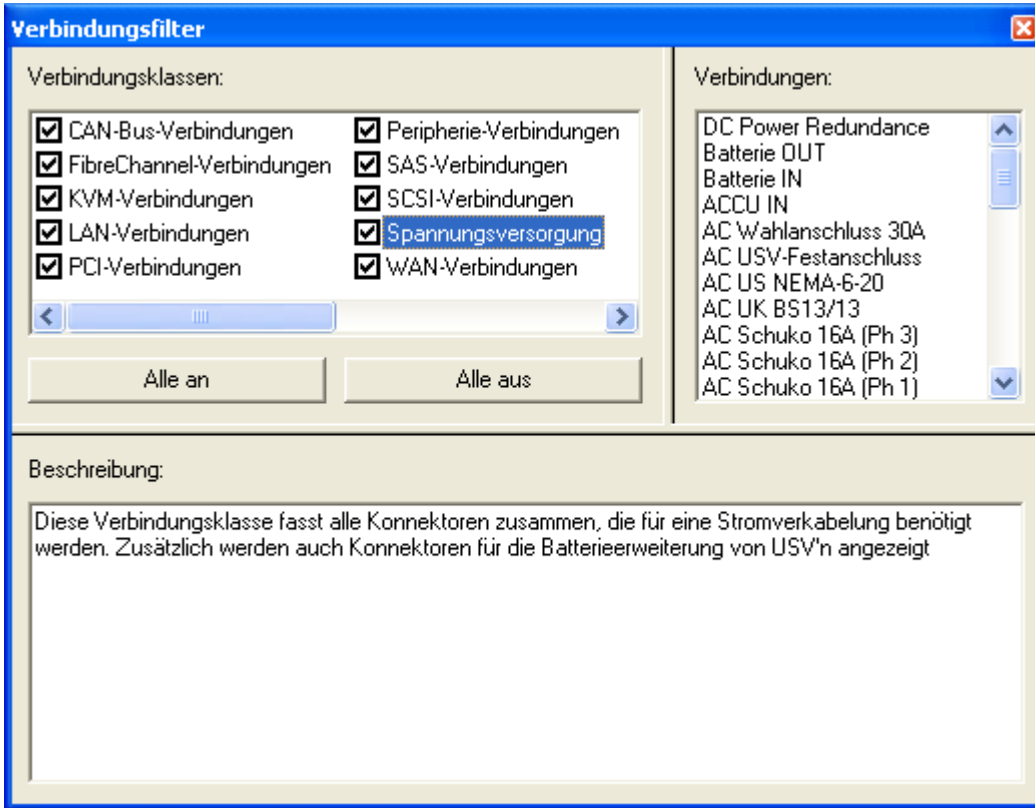 Verbindungsfilter
Verbindungsklassen:
CAN-Bus-Verbindungen
FibreChannel-Verbindungen
KVM-Verbindungen
LAN-Verbindungen
PCI-Verbindungen
Peripherie-Verbindungen
SAS-Verbindungen
SCSI-Verbindungen
Spannungsversorgung
WAN-Verbindungen
Alle an
Alle aus
Verbindungen:
DC Power Redundance
Batterie OUT
Batterie IN
ACCU IN
AC Wahlanschluss 30A
AC USV-Festanschluss
AC US NEMA-6-20
AC UK BS13/13
AC Schuko 16A (Ph 3)
AC Schuko 16A (Ph 2)
AC Schuko 16A (Ph 1)
Beschreibung:
Diese Verbindungsklasse fasst alle Konnektoren zusammen, die für eine Stromverkabelung benötigt
werden. Zusätzlich werden auch Konnektoren für die Batterieerweiterung von USV'n angezeigt